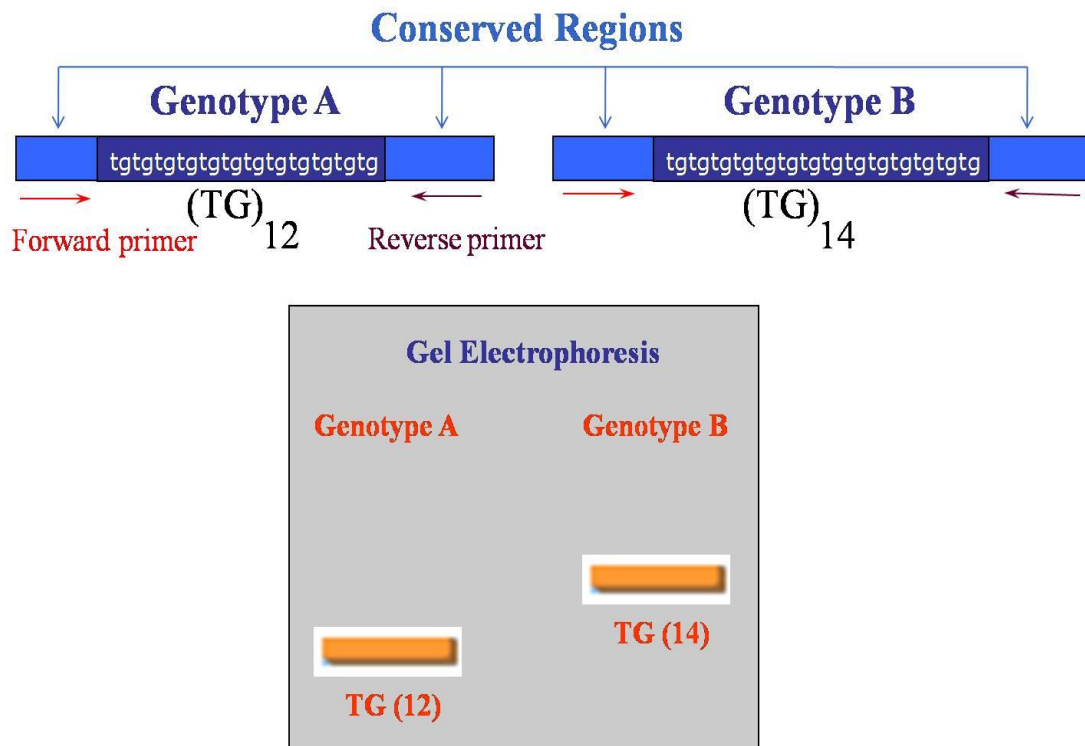 Conserved Regions
Genotype A
Genotype B
tgtgtgtgtgtgtgtgtgtgtgtg
tgtgtgtgtgtgtgtgtgtgtgtgtgtg
(TG)12
(TG)14
Forward primer
Reverse primer
Gel Electrophoresis
Genotype A
Genotype B
TG (14)
TG (12)